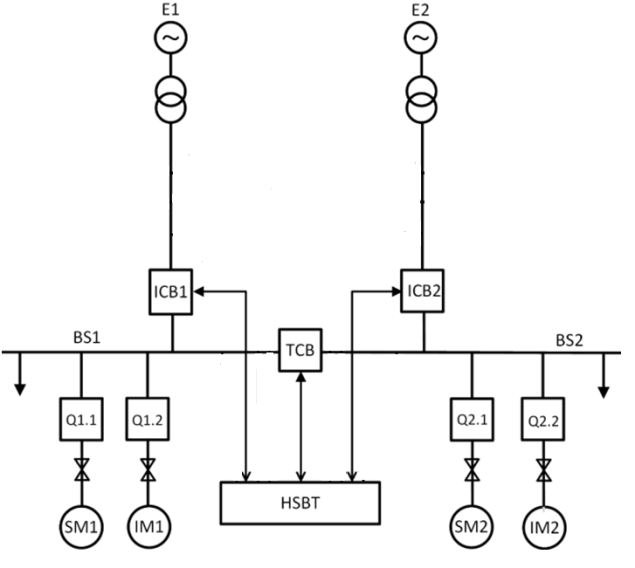 E1
E2
ICB1
ICB2
BS1
TCB
BS2
Q1.1
Q1.2
Q2.1
Q2.2
HSBT
SM1
IM1
SM2
IM2